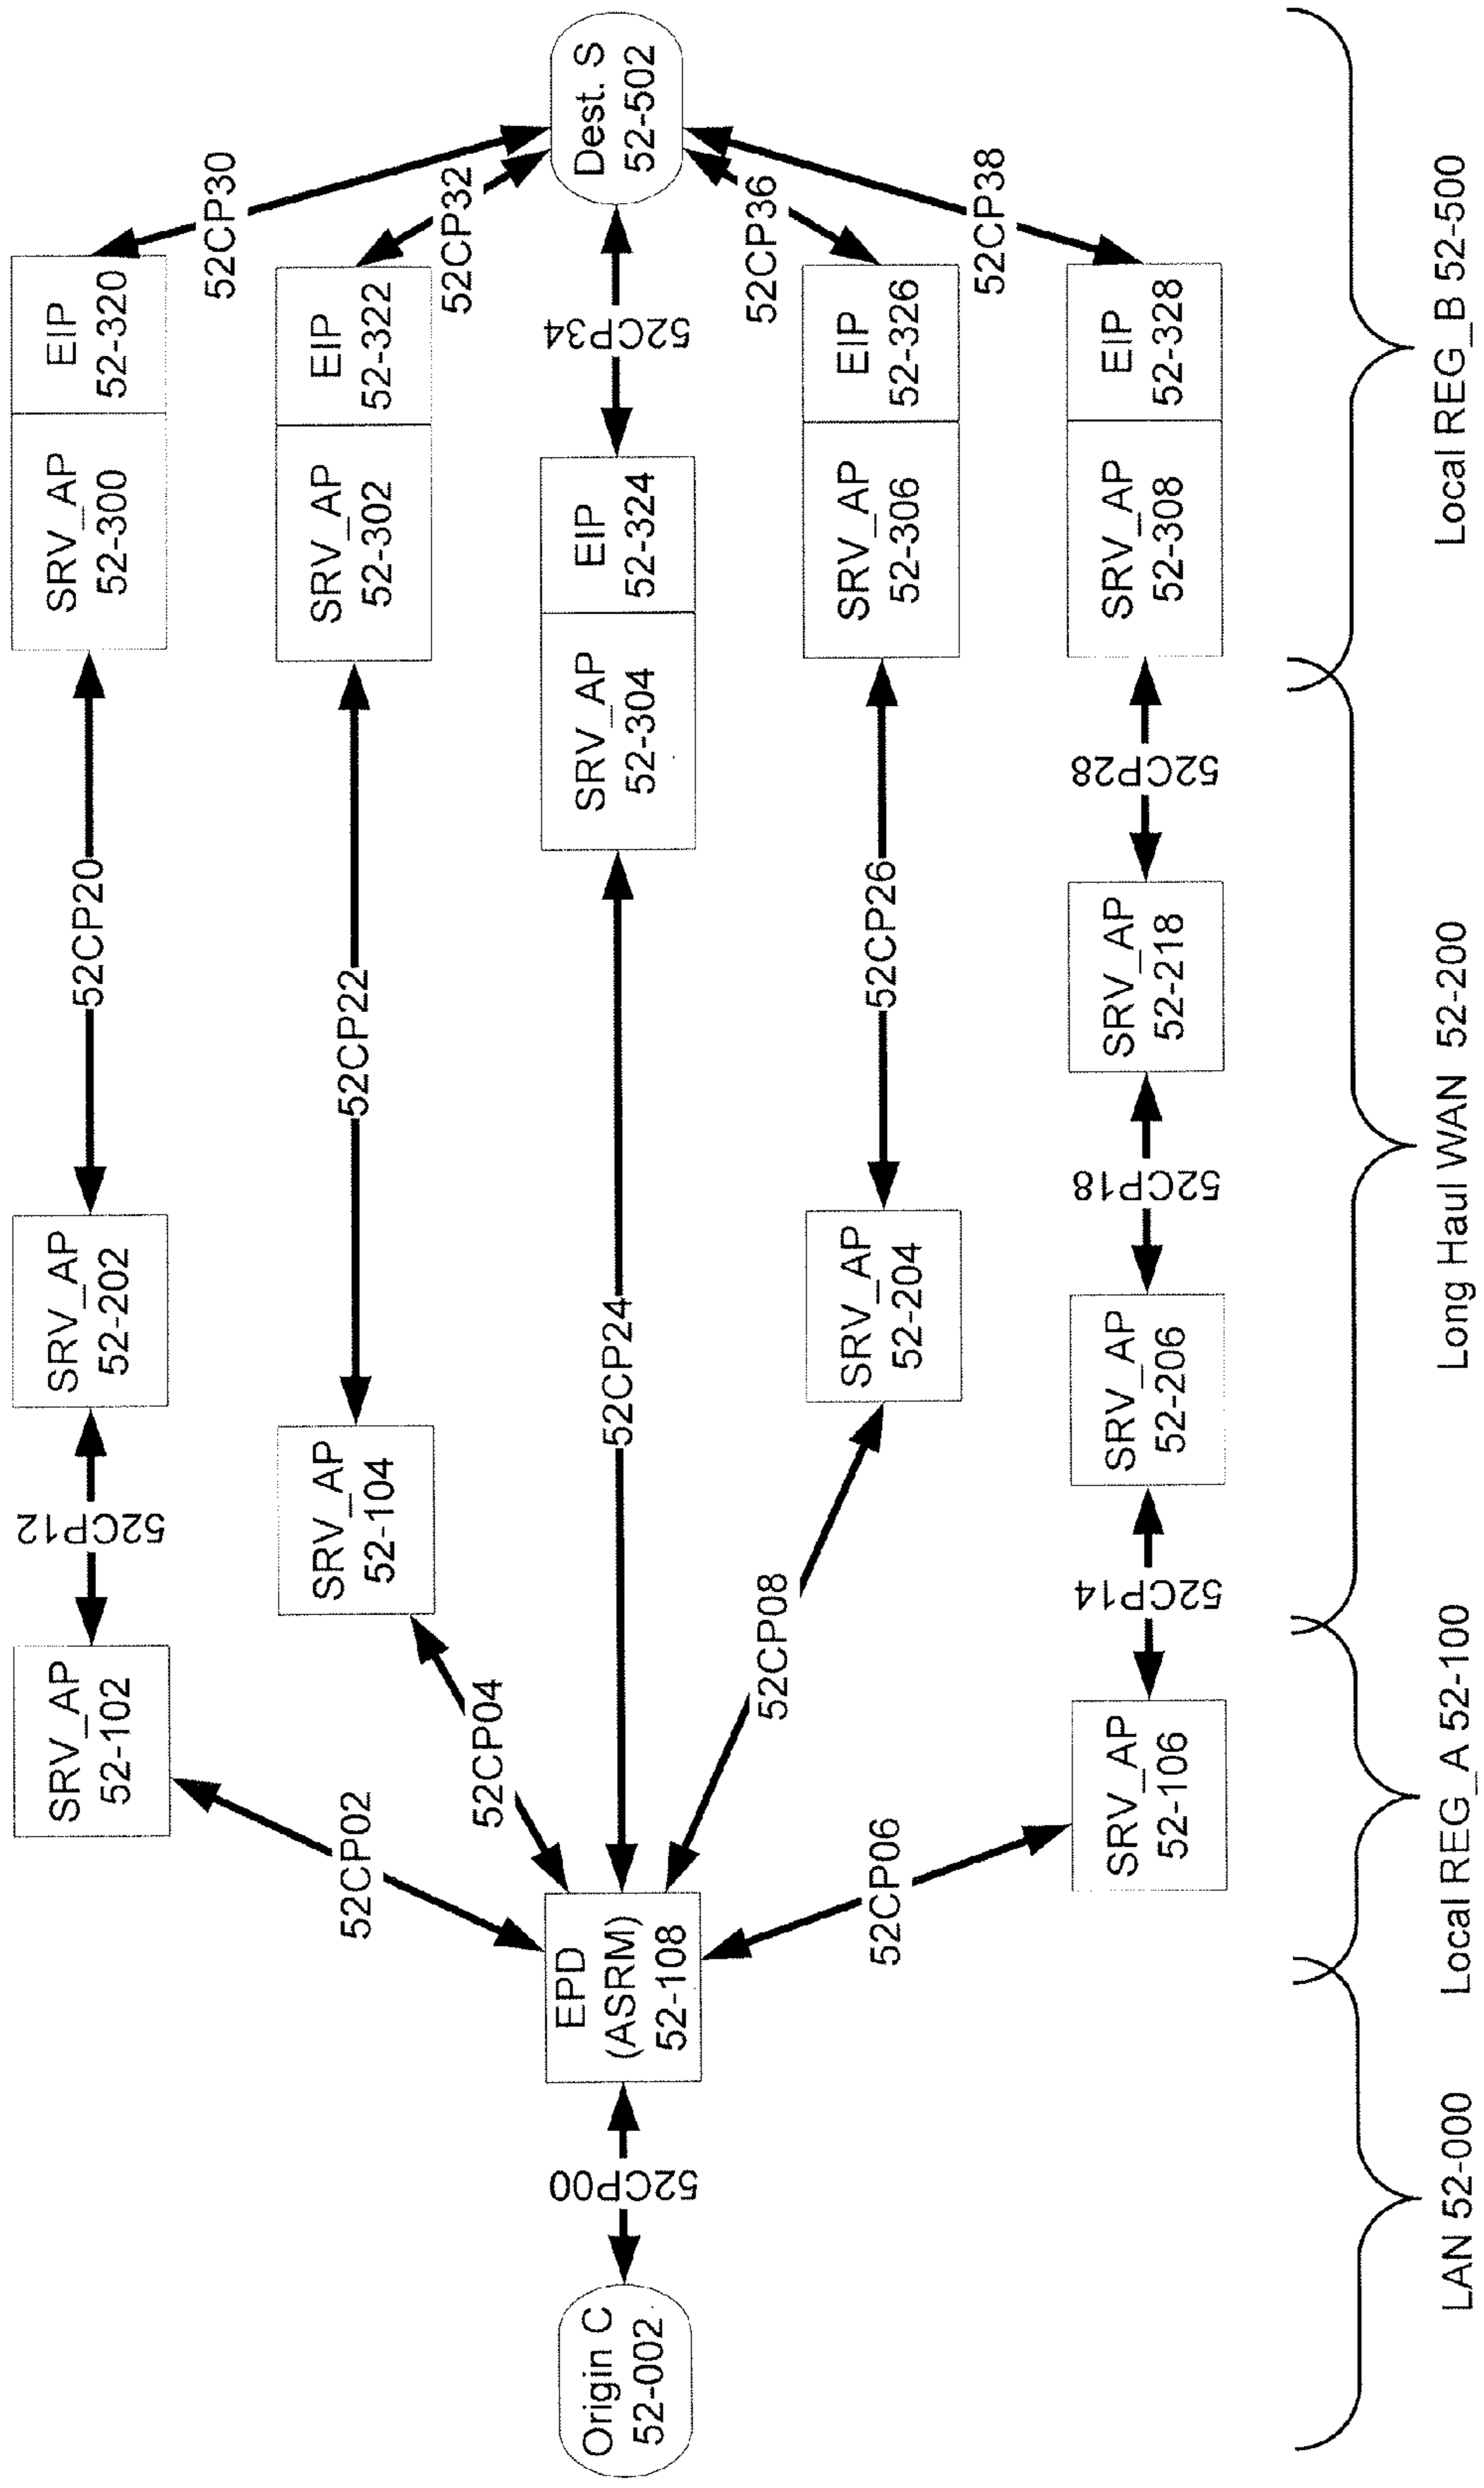 SRV_AP
52-102
52CP12
SRV_AP
52-202
52CP20
SRV_AP
52-300
EIP
52-320
52CP30
52CP02
SRV_AP
52-104
52CP22
SRV_AP
52-302
EIP
52-322
52CP32
52CP04
Origin C
52-002
52CP00
EPD
(ASRM)
52-108
52CP24
SRV_AP
52-304
EIP
52-324
52CP34
Dest. S
52-502
52CP08
SRV_AP
52-204
52CP26
SRV_AP
52-306
EIP
52-326
52CP36
52CP06
SRV_AP
52-106
52CP14
SRV_AP
52-206
52CP18
SRV_AP
52-218
52CP28
SRV_AP
52-308
EIP
52-328
52CP38
LAN 52-000
Local REG_A 52-100
Long Haul WAN 52-200
Local REG_B 52-500